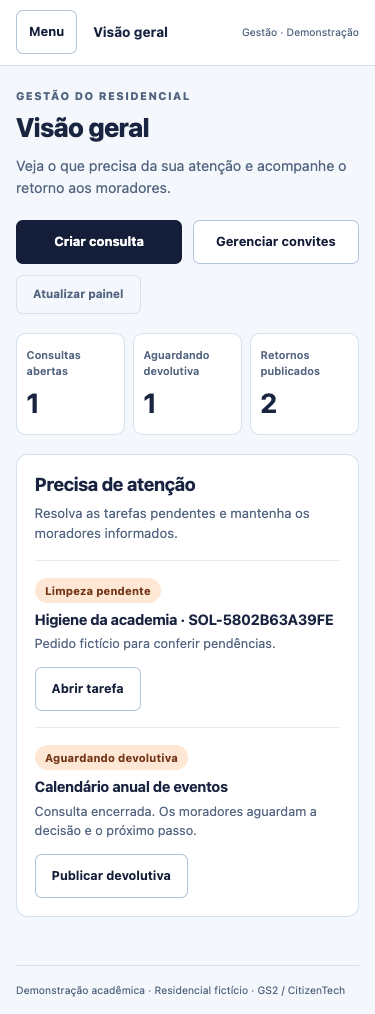 Menu
Visão geral
Gestão · Demonstração
GESTÃO DO RESIDENCIAL
Visão geral
Veja o que precisa da sua atenção e acompanhe o
retorno aos moradores.
Criar consulta
Gerenciar convites
Atualizar painel
Consultas
abertas
1
Aguardando
devolutiva
1
Retornos
publicados
2
Precisa de atenção
Resolva as tarefas pendentes e mantenha os
moradores informados.
Limpeza pendente
Higiene da academia · SOL-5802B63A39FE
Pedido fictício para conferir pendências.
Abrir tarefa
Aguardando devolutiva
Calendário anual de eventos
Consulta encerrada. Os moradores aguardam a
decisão e o próximo passo.
Publicar devolutiva
Demonstração acadêmica · Residencial fictício · GS2 / CitizenTech